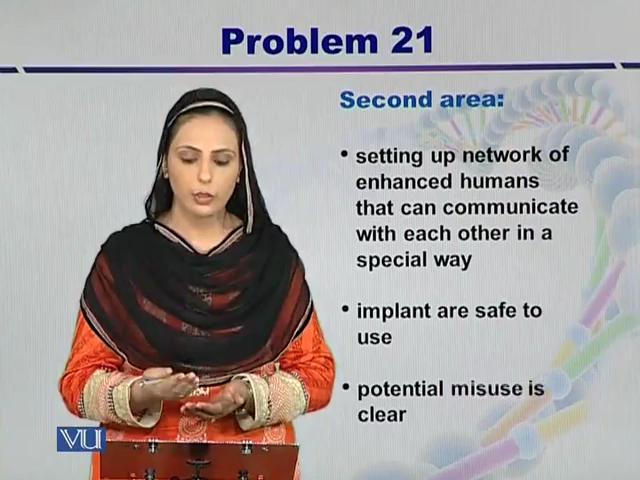 Problem 21
Second area:
• setting up network of
enhanced humans
that can communicate
with each other in a
special way
• implant are safe to
use
• potential misuse is
clear
VU